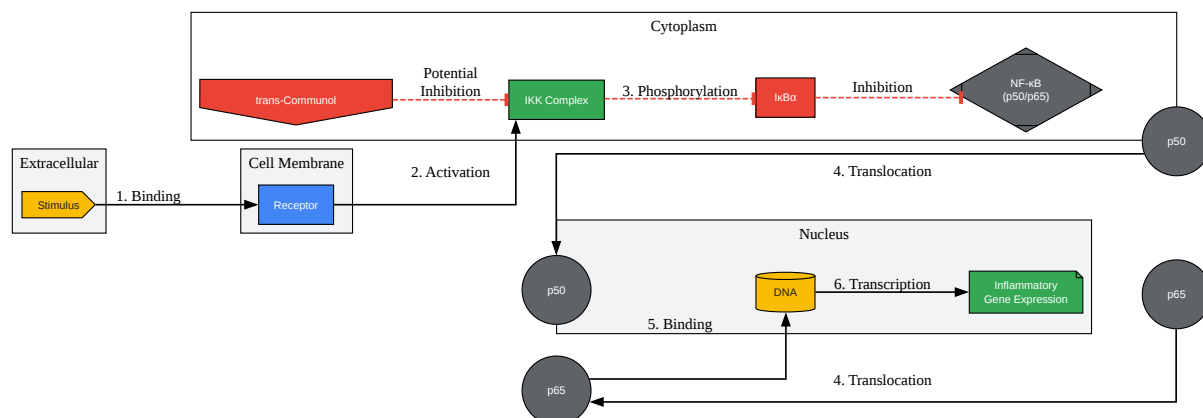 Cytoplasm
trans-Communol
Potential
Inhibition
IKK Complex
3. Phosphorylation
IκBα
Inhibition
NF-κB
(p50/p65)
p50
Extracellular
Stimulus
1. Binding
Cell Membrane
Receptor
2. Activation
4. Translocation
Nucleus
p50
DNA
6. Transcription
Inflammatory
Gene Expression
p65
5. Binding
p65
4. Translocation